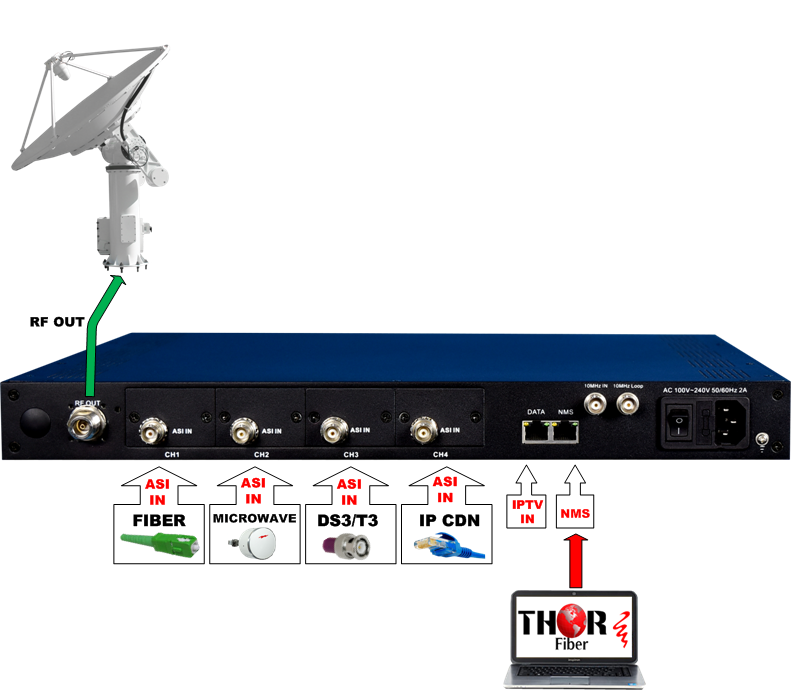 RF OUT
10MHz IN 10MHz Loop
AC 100V~240V 50/60Hz 2A
RF OUT
DATA NMS
ASI IN
ASI IN
ASI IN
ASI IN
CH1
CH2
CH3
CH4
ASI
IN
ASI
IN
ASI
IN
ASI
IN
IPTV
IN
NMS
FIBER
MICROWAVE
DS3/T3
IP CDN
THOR
Fiber